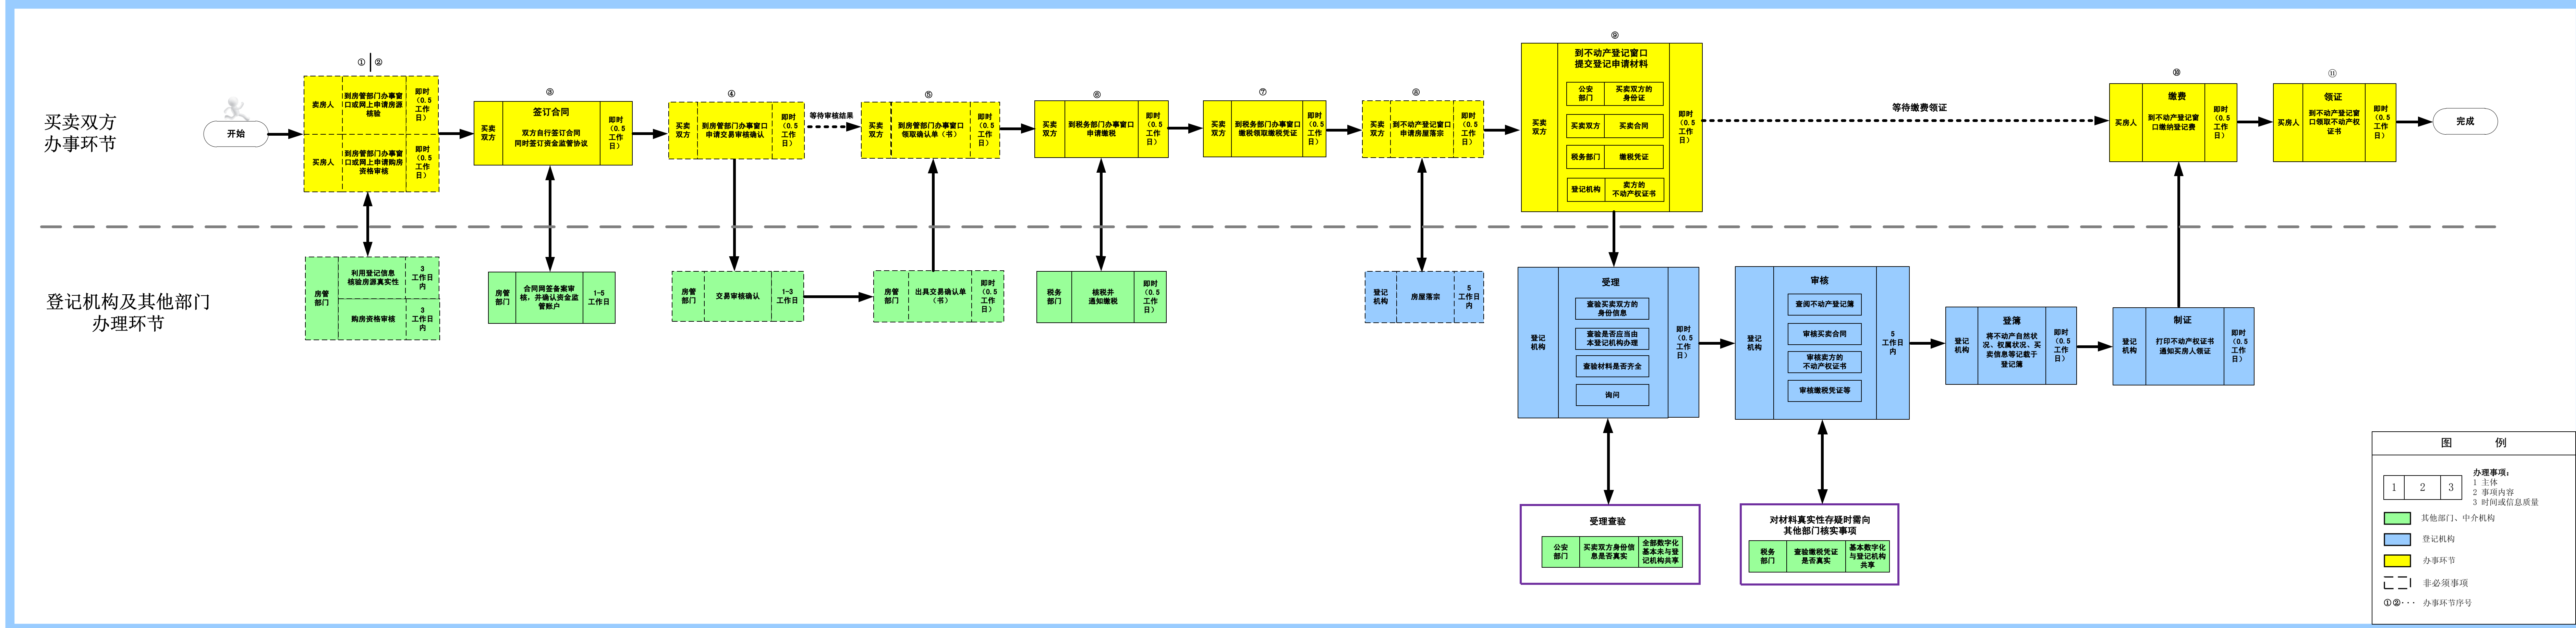 买卖双方
办事环节
开始
①
②
卖房人
到房管部门办事窗
口或网上申请房源
核验
即时
(0.5
工作
日)
买房人
到房管部门办事窗
口或网上申请购房
资格审核
即时
(0.5
工作
日)
③
买卖
双方
签订合同
双方自行签订合同
同时签订资金监管协议
即时
(0.5
工作
日)
④
买卖
双方
到房管部门办事窗口
申请交易审核确认
即时
(0.5
工作
日)
等待审核结果
⑤
买卖
双方
到房管部门办事窗口
领取确认单(书)
即时
(0.5
工作
日)
⑥
买卖
双方
到税务部门办事窗口
申请缴税
即时
(0.5
工作
日)
⑦
买卖
双方
到税务部门办事窗口
缴税领取缴税凭证
即时
(0.5
工作
日)
⑧
买卖
双方
到不动产登记窗口
申请房屋落宗
即时
(0.5
工作
日)
⑨
买卖
双方
到不动产登记窗口
提交登记申请材料
公安
部门
买卖双方的
身份证
买卖双方
买卖合同
税务部门
缴税凭证
登记机构
卖方的
不动产权证书
即时
(0.5
工作
日)
等待缴费领证
⑩
买房人
缴费
到不动产登记窗
口缴纳登记费
即时
(0.5
工作
日)
⑪
买房人
领证
到不动产登记窗
口领取不动产权
证书
即时
(0.5
工作
日)
完成
登记机构及其他部门
办理环节
房管
部门
利用登记信息
核验房源真实性
3
工作日
内
购房资格审核
3
工作日
内
房管
部门
合同网签备案审
核,并确认资金监
管账户
1-5
工作日
房管
部门
交易审核确认
1-3
工作日
房管
部门
出具交易确认单
(书)
即时
(0.5
工作
日)
税务
部门
核税并
通知缴税
即时
(0.5
工作
日)
登记
机构
房屋落宗
5
工作日
内
登记
机构
受理
查验买卖双方的
身份信息
查验是否应当由
本登记机构办理
查验材料是否齐全
询问
即时
(0.5
工作
日)
登记
机构
审核
查阅不动产登记簿
审核买卖合同
审核卖方的
不动产权证书
审核缴税凭证等
5
工作日
内
登记
机构
登簿
将不动产自然状
况、权属状况、买
卖信息等记载于
登记簿
即时
(0.5
工作
日)
登记
机构
制证
打印不动产权证书
通知买房人领证
即时
(0.5
工作
日)
受理查验
公安
部门
买卖双方身份信
息是否真实
全部数字化
基本未与登
记机构共享
对材料真实性存疑时需向
其他部门核实事项
税务
部门
查验缴税凭证
是否真实
基本数字化
与登记机构
共享
图 例
1 2 3
办理事项:
1 主体
2 事项内容
3 时间或信息质量
其他部门、中介机构
登记机构
办事环节
非必须事项
①②··· 办事环节序号